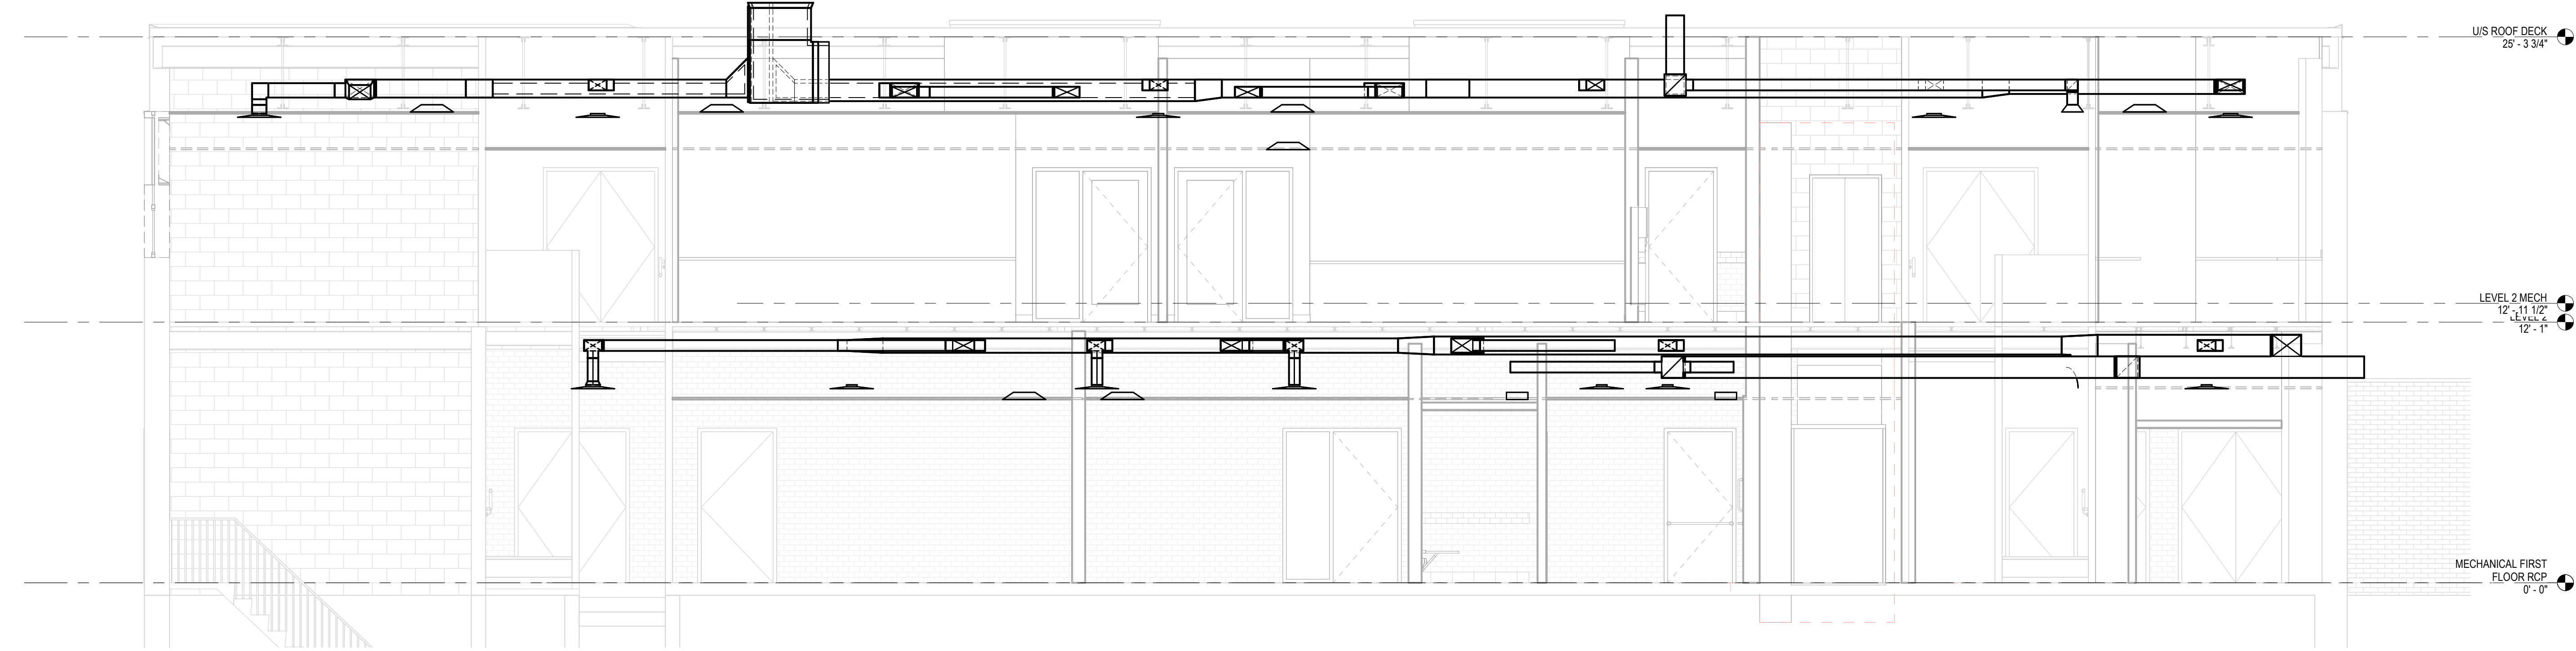 U/S ROOF DECK
25' - 3 3/4"
LEVEL 2 MECH
12' - 11 1/2"
LEVEL 2
12' - 1"
MECHANICAL FIRST
FLOOR RCP
0' - 0"